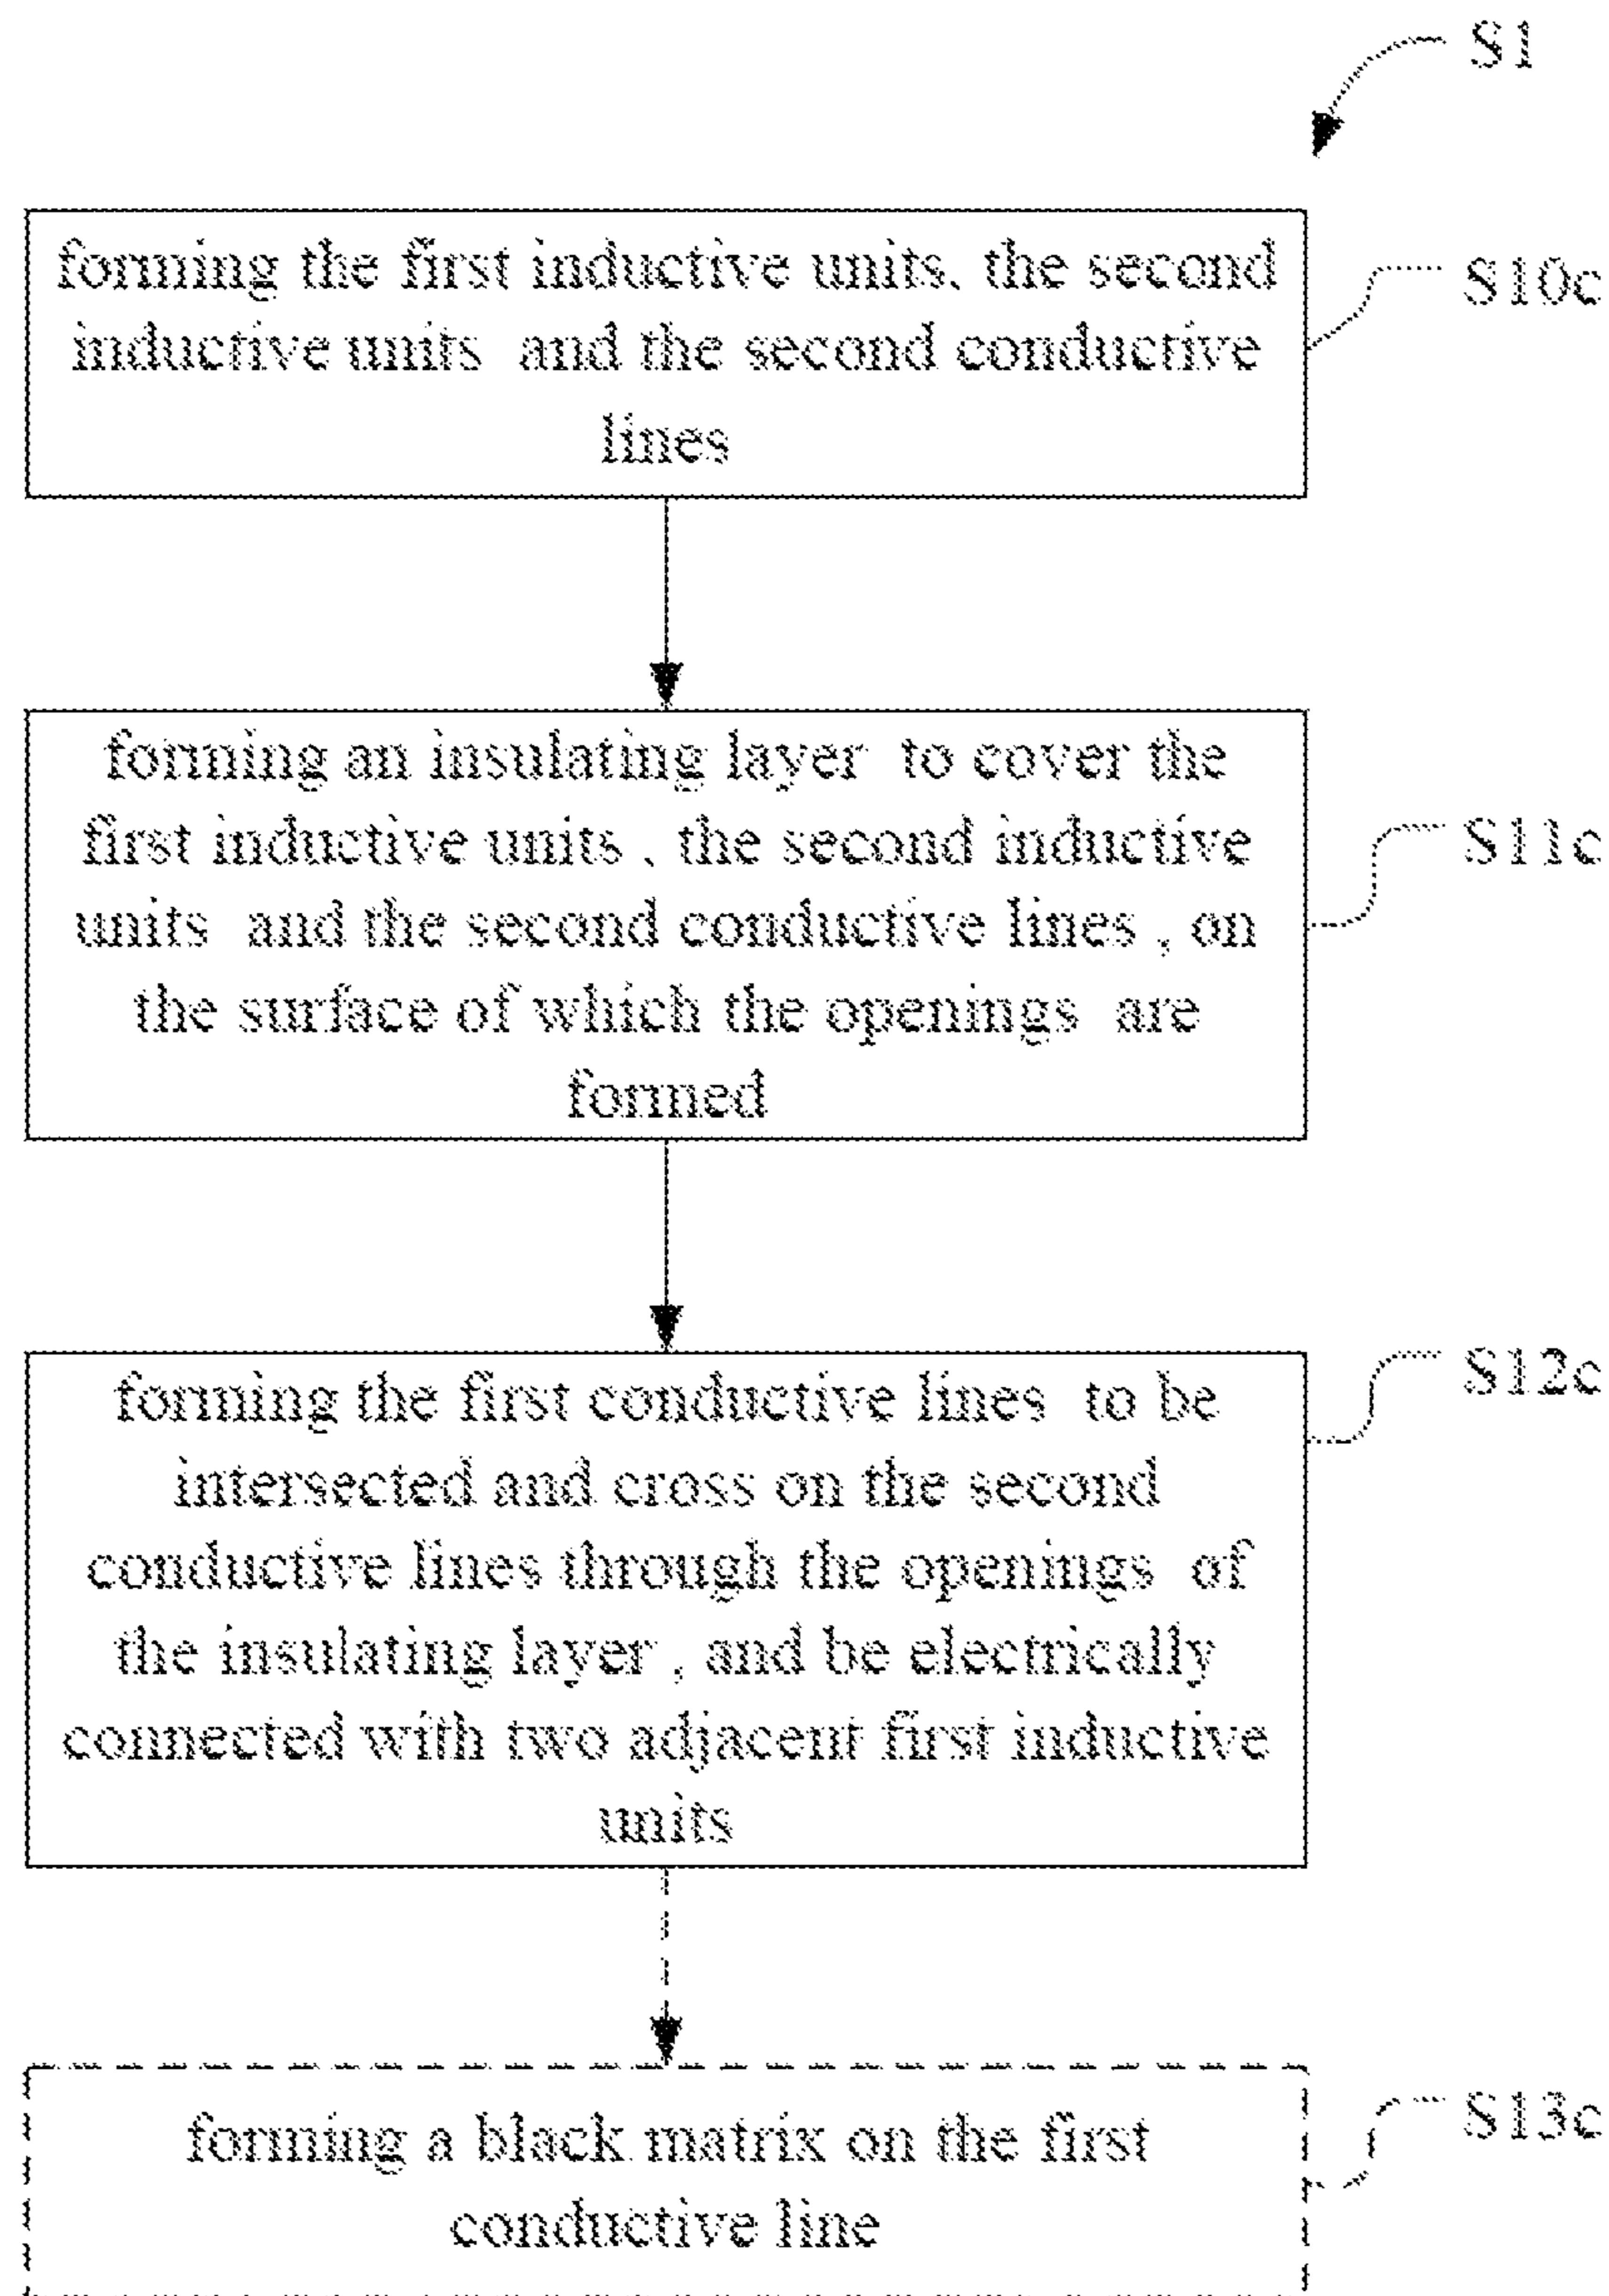 S1
forming the first inductive units, the second
inductive units and the second conductive
lines
S10c
forming an insulating layer to cover the
first inductive units , the second inductive
units and the second conductive lines , on
the surface of which the openings are
formed
S11c
forming the first conductive lines to be
intersected and cross on the second
conductive lines through the openings of
the insulating layer , and be electrically
connected with two adjacent first inductive
units
S12c
forming a black matrix on the first
conductive line
S13c